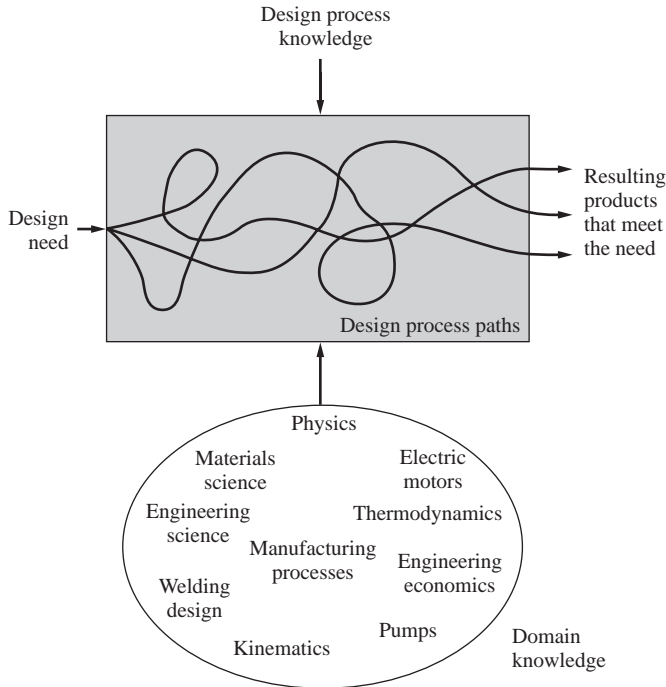 Design process
knowledge
Design
need
Resulting
products
that meet
the need
Design process paths
Physics
Materials
science
Electric
motors
Engineering
science
Thermodynamics
Manufacturing
processes
Engineering
economics
Welding
design
Kinematics
Pumps
Domain
knowledge